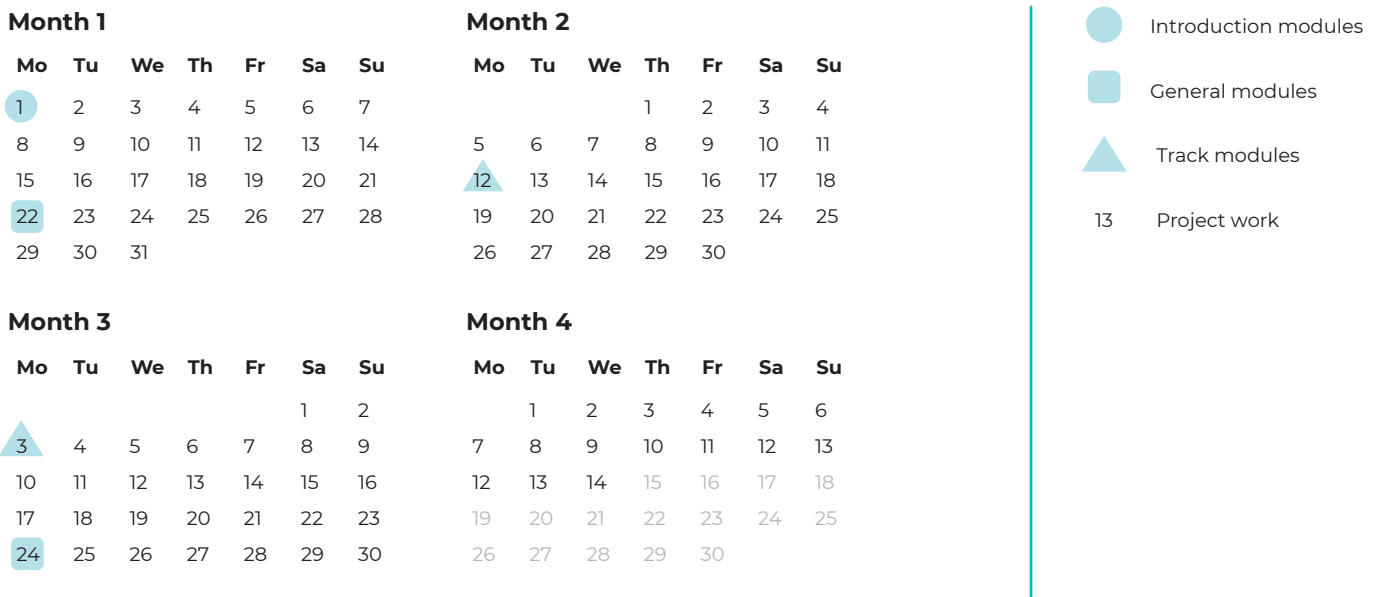 Month 1
Mo Tu We Th Fr Sa Su
1 2 3 4 5 6 7
8 9 10 11 12 13 14
15 16 17 18 19 20 21
22 23 24 25 26 27 28
29 30 31
Month 2
Mo Tu We Th Fr Sa Su
1 2 3 4
5 6 7 8 9 10 11
12 13 14 15 16 17 18
19 20 21 22 23 24 25
26 27 28 29 30
Month 3
Mo Tu We Th Fr Sa Su
1 2
3 4 5 6 7 8 9
10 11 12 13 14 15 16
17 18 19 20 21 22 23
24 25 26 27 28 29 30
Month 4
Mo Tu We Th Fr Sa Su
1 2 3 4 5 6
7 8 9 10 11 12 13
12 13 14 15 16 17 18
19 20 21 22 23 24 25
26 27 28 29 30
Introduction modules
General modules
Track modules
13 Project work